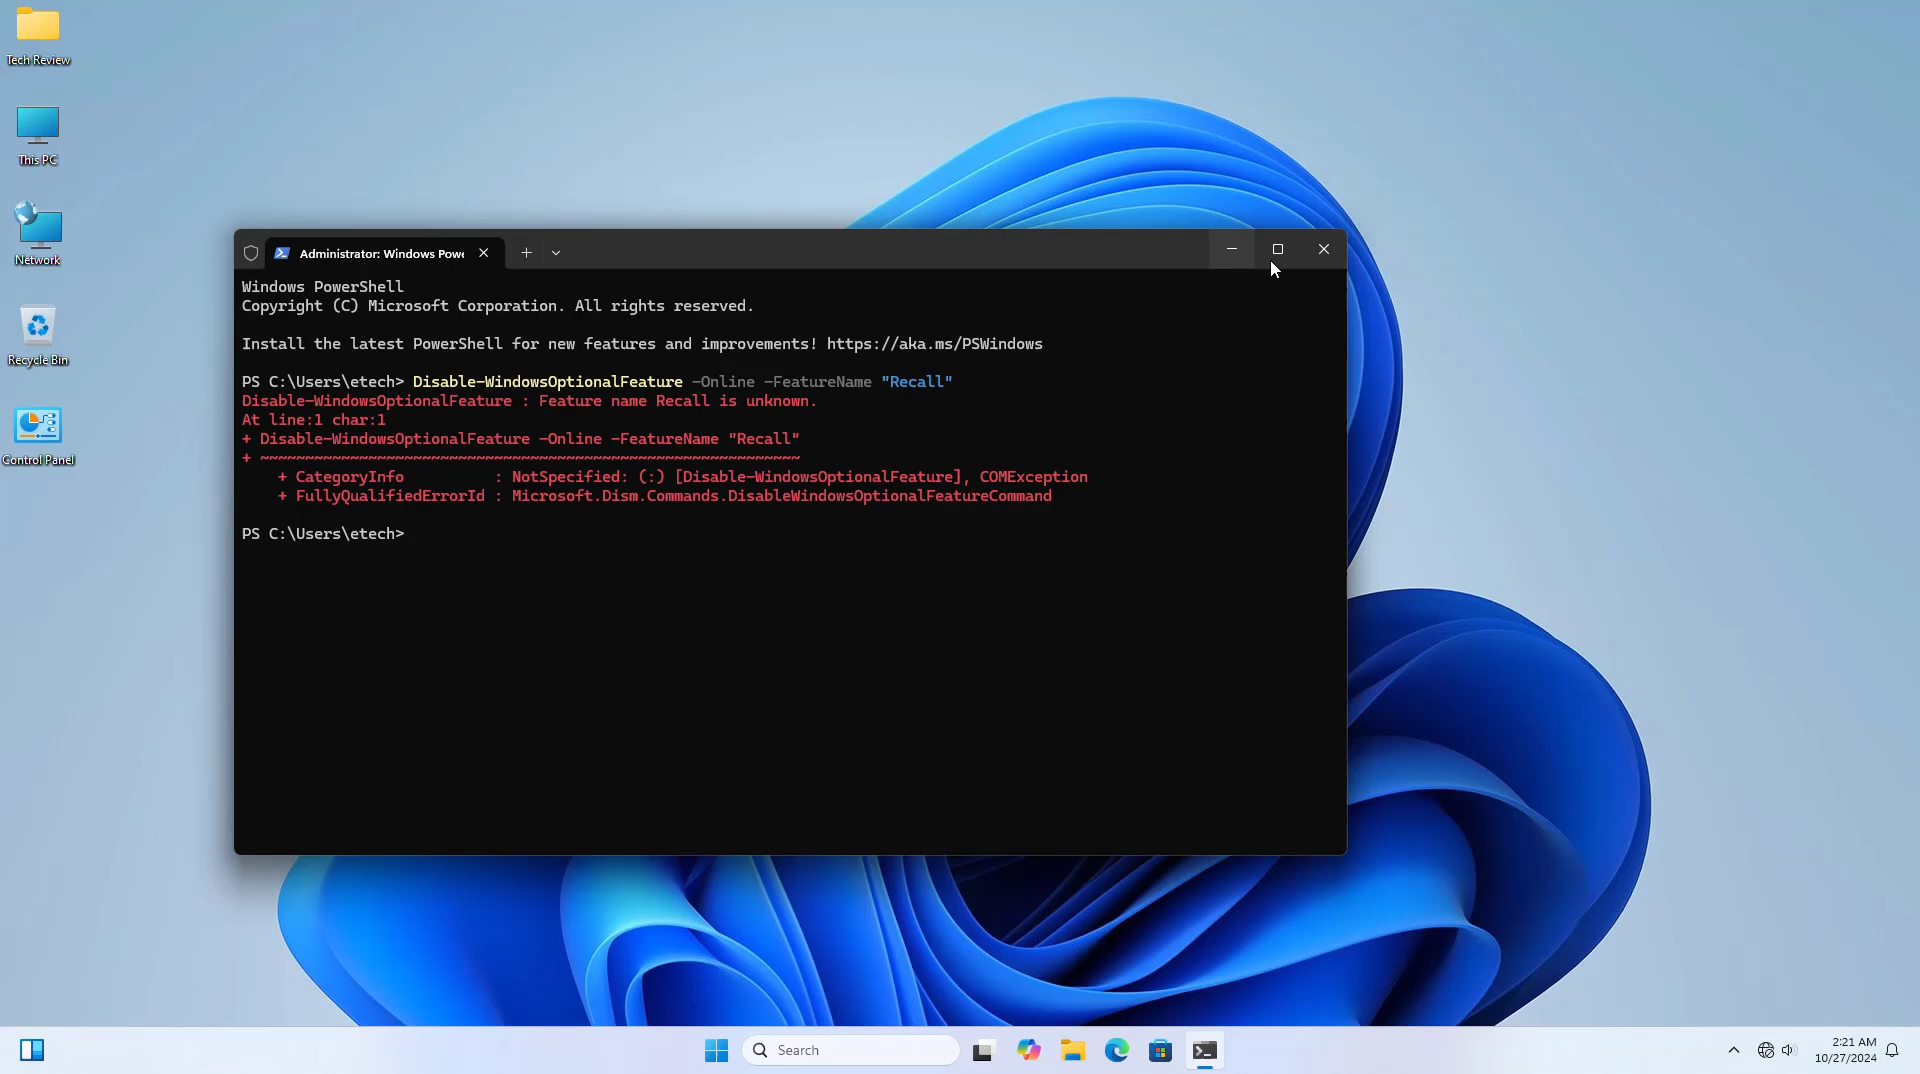 Tech Review
This PC
Network
Recycle Bin
Control Panel
Administrator: Windows Powe
Windows PowerShell
Copyright (C) Microsoft Corporation. All rights reserved.
Install the latest PowerShell for new features and improvements! https://aka.ms/PSWindows
PS C:\Users\etech> Disable-WindowsOptionalFeature -Online -FeatureName "Recall"
Disable-WindowsOptionalFeature : Feature name Recall is unknown.
At line:1 char:1
+ Disable-WindowsOptionalFeature -Online -FeatureName "Recall"
+ ~~~~~~~~~~~~~~~~~~~~~~~~~~~~~~~~~~~~~~~~~~~~~~~~~~~~~~~~~~~~
    + CategoryInfo          : NotSpecified: (:) [Disable-WindowsOptionalFeature], COMException
    + FullyQualifiedErrorId : Microsoft.Dism.Commands.DisableWindowsOptionalFeatureCommand
PS C:\Users\etech>
Search
2:21 AM
10/27/2024